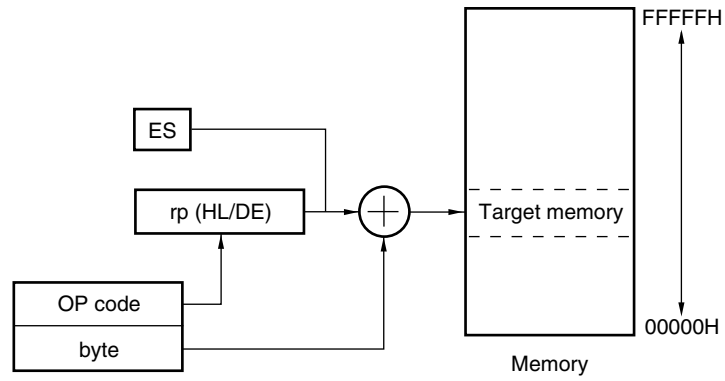 FFFFFH
ES
rp (HL/DE)
Target memory
OP code
byte
00000H
Memory